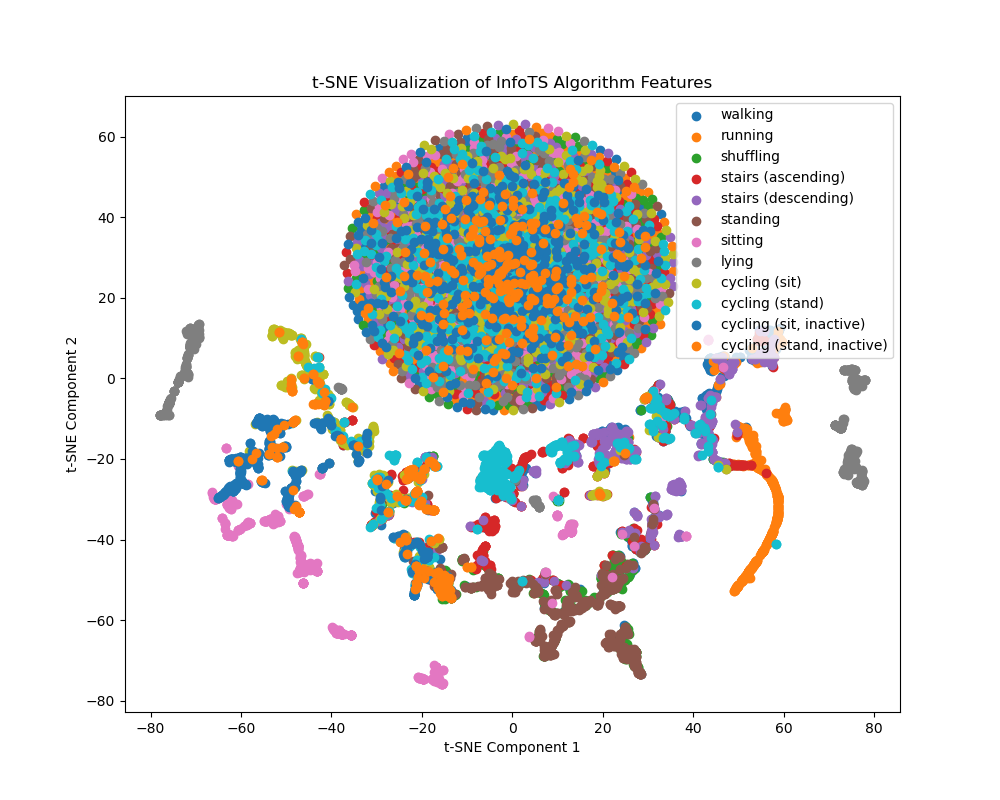 t-SNE Visualization of InfoTS Algorithm Features
walking
running
shuffling
stairs (ascending)
stairs (descending)
standing
sitting
lying
cycling (sit)
cycling (stand)
cycling (sit, inactive)
cycling (stand, inactive)
60
40
20
0
−20
−40
−60
−80
t-SNE Component 2
−80
−60
−40
−20
0
20
40
60
80
t-SNE Component 1